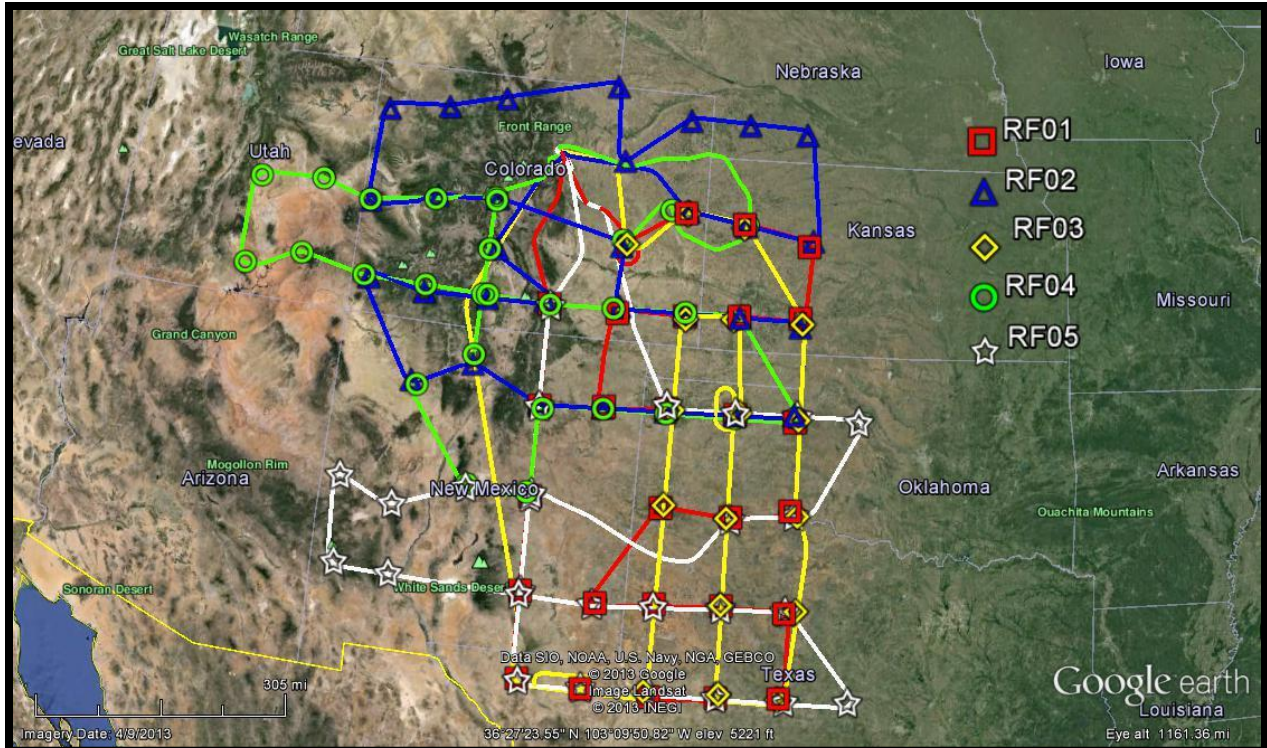 Wasatch Range
Great Salt Lake Desert
Nebraska
Iowa
evada
Utah
Front Range
Colorado
Kansas
Missouri
RF01
RF02
RF03
RF04
RF05
Grand Canyon
Mogollon Rim
Arizona
New Mexico
Oklahoma
Arkansas
Ouachita Mountains
Sonoran Desert
White Sands Deser
Data SIO, NOAA, U.S. Navy, NGA, GEBCO
© 2013 Google
Image Landsat
© 2013 INEGI
Texas
Louisiana
305 mi
Google earth
Imagery Date: 4/9/2013
36°27'23.55" N 103°09'50.82" W elev 5221 ft
Eye alt 1161.36 mi